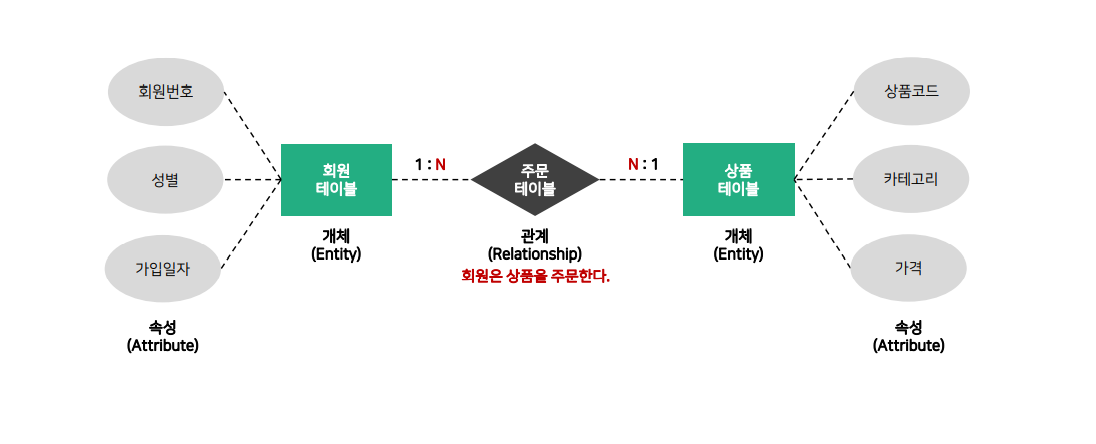 회원번호
성별
가입일자
속성
(Attribute)
회원
테이블
개체
(Entity)
1 : N
주문
테이블
관계
(Relationship)
회원은 상품을 주문한다.
N : 1
상품
테이블
개체
(Entity)
상품코드
카테고리
가격
속성
(Attribute)